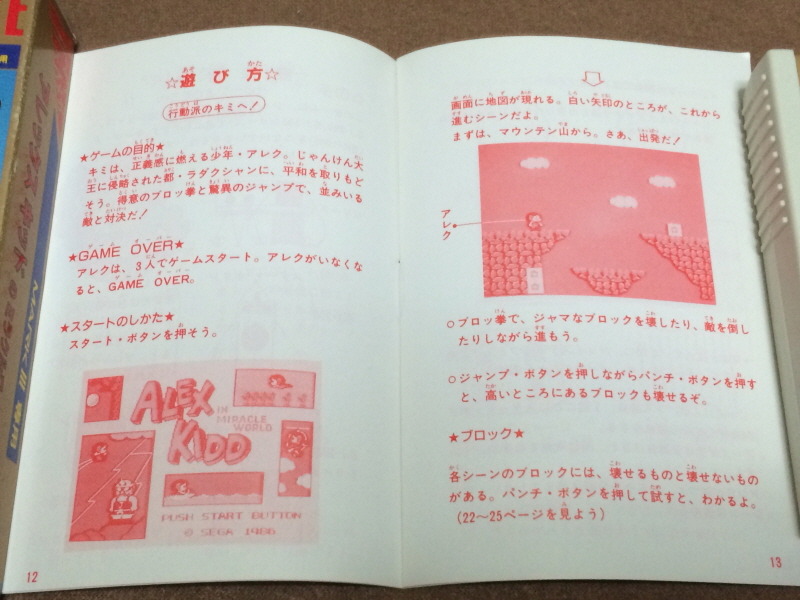 ☆遊び方☆
行動派のキミへ！
★ゲームの目的★
キミは、正義感に燃える少年・アレク。じゃんけん大
王に侵略された都・ラダクシャンに、平和を取りもど
そう。得意のブロッ拳と驚異のジャンプで、並みいる
敵と対決だ！
★GAME OVER★
アレクは、3人でゲームスタート。アレクがいなくな
ると、GAME OVER。
★スタートのしかた★
スタート・ボタンを押そう。
ALEX
KIDD
IN
MIRACLE
WORLD
PUSH START BUTTON
© SEGA 1986
12
画面に地図が現れる。白い矢印のところが、これから
進むシーンだよ。
まずは、マウンテン山から。さあ、出発だ！
アレク
○ブロッ拳で、ジャマなブロックを壊したり、敵を倒し
たりしながら進もう。
○ジャンプ・ボタンを押しながらパンチ・ボタンを押す
と、高いところにあるブロックも壊せるぞ。
★ブロック★
各シーンのブロックには、壊せるものと壊せないもの
がある。パンチ・ボタンを押して試すと、わかるよ。
(22〜25ページを見よう)
13
MARK III 専用